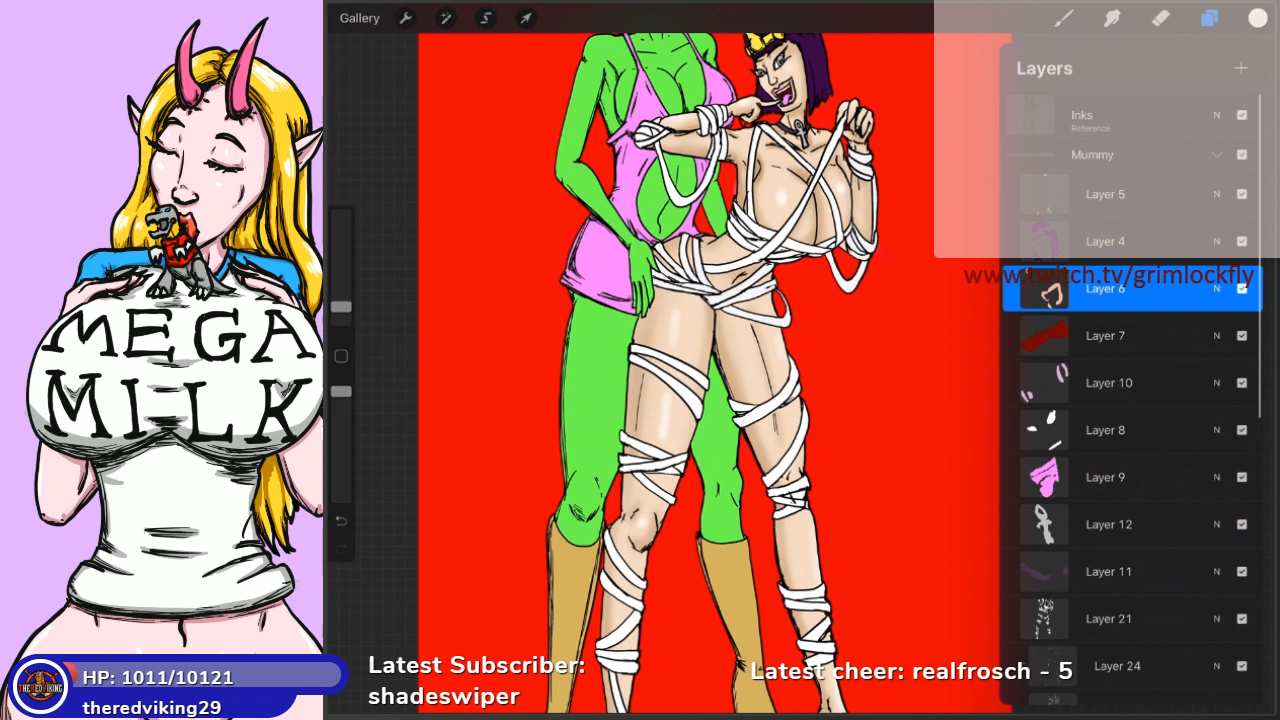 Gallery
Layers
Inks
Reference
N
Mummy
Layer 5
N
Layer 4
N
www.twitch.tv/grimlockfly
Layer 6
N
Layer 7
N
Layer 10
N
Layer 8
N
Layer 9
N
Layer 12
N
Layer 11
N
Layer 21
N
Layer 24
N
MEGA
MILK
HP: 1011/10121
theredviking29
Latest Subscriber:
shadeswiper
Latest cheer: realfrosch - 5